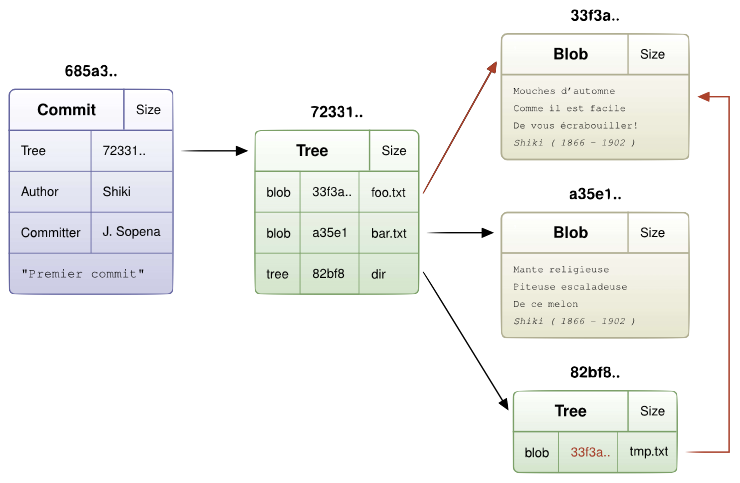 685a3..
Commit Size
Tree 72331..
Author Shiki
Committer J. Sopena
"Premier commit"
72331..
Tree Size
blob 33f3a.. foo.txt
blob a35e1 bar.txt
tree 82bf8 dir
33f3a..
Blob Size
Mouches d'automne
Comme il est facile
De vous écrabouiller!
Shiki ( 1866 - 1902 )
a35e1..
Blob Size
Mante religieuse
Piteuse escaladeuse
De ce melon
Shiki ( 1866 - 1902 )
82bf8..
Tree Size
blob 33f3a.. tmp.txt